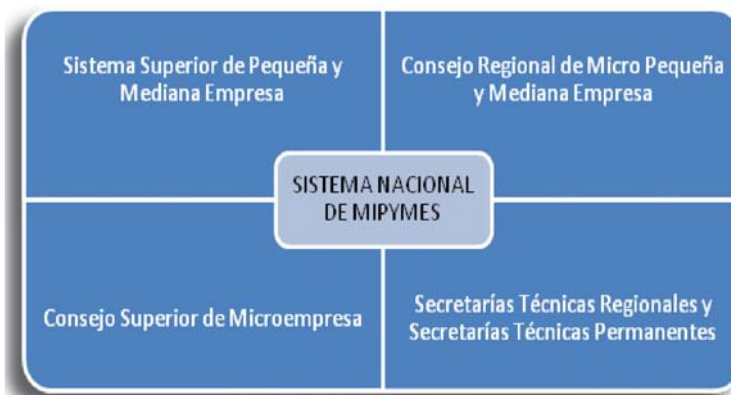 Sistema Superior de Pequeña y
Mediana Empresa
Consejo Regional de Micro Pequeña
y Mediana Empresa
SISTEMA NACIONAL
DE MIPYMES
Consejo Superior de Microempresa
Secretarías Técnicas Regionales y
Secretarías Técnicas Permanentes